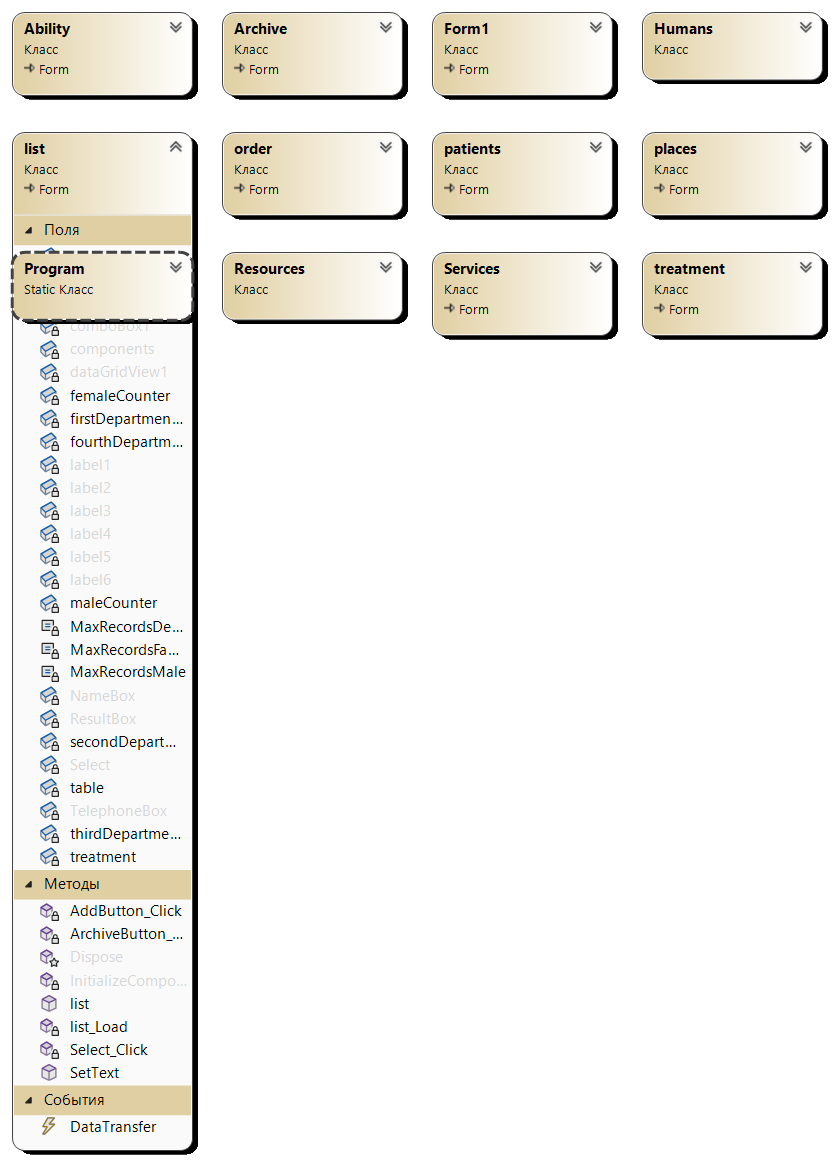 Ability
Класс
Form
Archive
Класс
Form
Form1
Класс
Form
Humans
Класс
list
Класс
Form
order
Класс
Form
patients
Класс
Form
places
Класс
Form
Поля
Program
Static Класс
Resources
Класс
Services
Класс
Form
treatment
Класс
Form
comboBox1
components
dataGridView1
femaleCounter
firstDepartmen...
fourthDepartm...
label1
label2
label3
label4
label5
label6
maleCounter
MaxRecordsDe...
MaxRecordsFa...
MaxRecordsMale
NameBox
ResultBox
secondDepart...
Select
table
TelephoneBox
thirdDepartme...
treatment
Методы
AddButton_Click
ArchiveButton_...
Dispose
InitializeCompo...
list
list_Load
Select_Click
SetText
События
DataTransfer